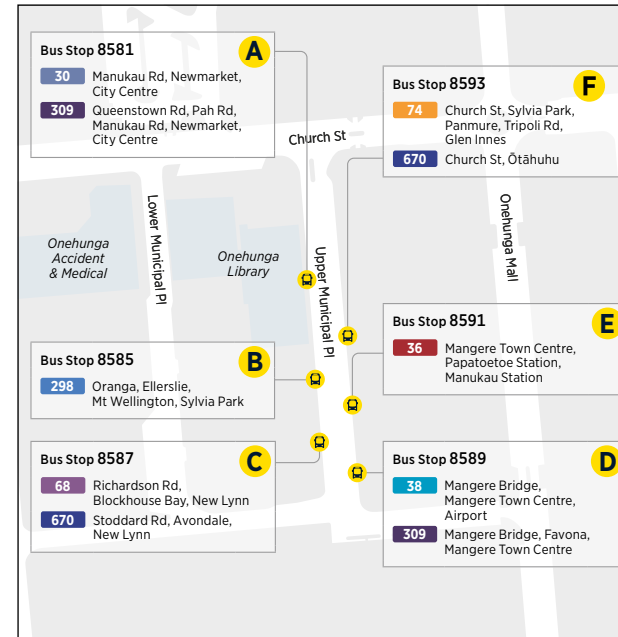 Bus Stop 8581
A
30 Manukau Rd, Newmarket,
City Centre
309 Queenstown Rd, Pah Rd,
Manukau Rd, Newmarket,
City Centre
Bus Stop 8593
F
74 Church St, Sylvia Park,
Panmure, Tripoli Rd,
Glen Innes
670 Church St, Ōtāhuhu
Church St
Lower Municipal Pl
Upper Municipal Pl
Onehunga Mall
Onehunga
Accident
& Medical
Onehunga
Library
Bus Stop 8585
B
298 Oranga, Ellerslie,
Mt Wellington, Sylvia Park
Bus Stop 8591
E
36 Mangere Town Centre,
Papatoetoe Station,
Manukau Station
Bus Stop 8587
C
68 Richardson Rd,
Blockhouse Bay, New Lynn
670 Stoddard Rd, Avondale,
New Lynn
Bus Stop 8589
D
38 Mangere Bridge,
Mangere Town Centre,
Airport
309 Mangere Bridge, Favona,
Mangere Town Centre